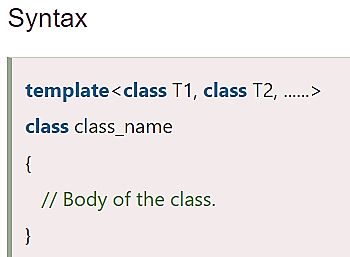 Syntax
template<class T1, class T2, ......>
class class_name
{
// Body of the class.
}